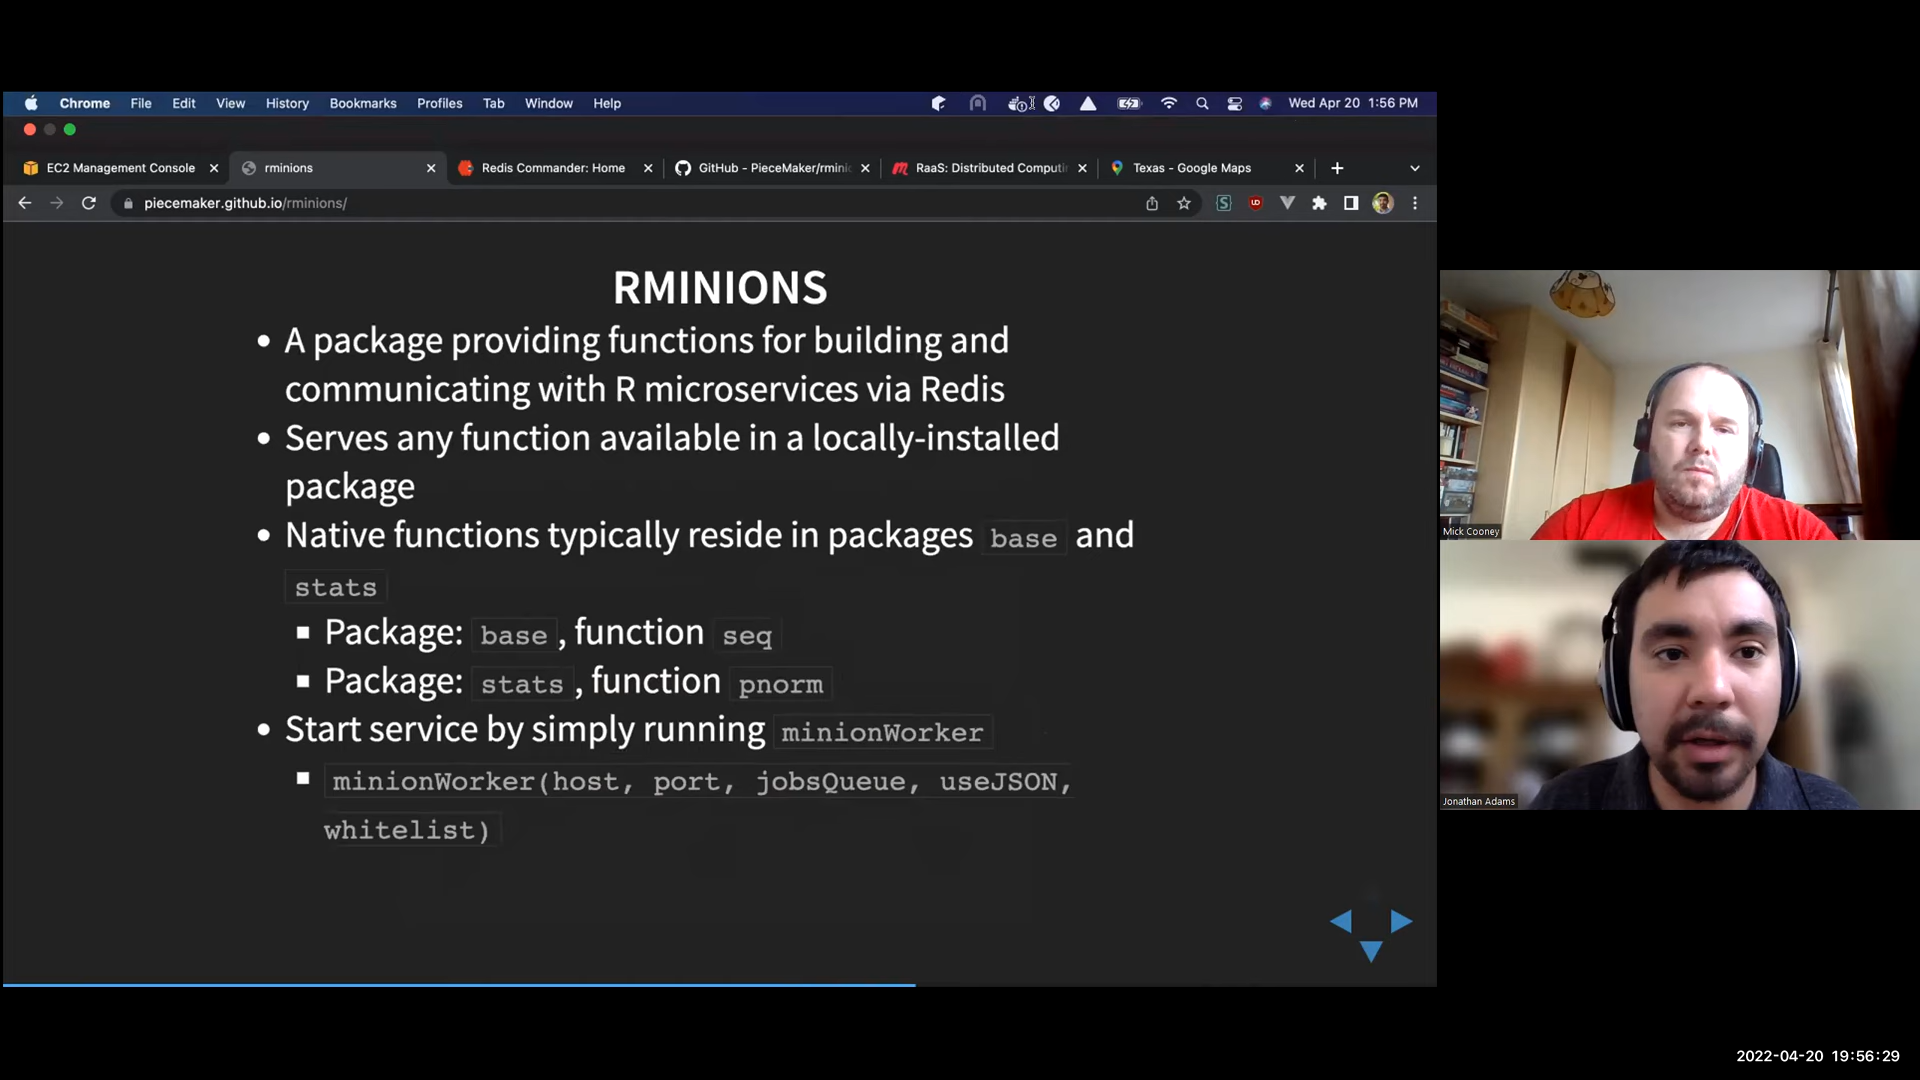 Chrome File Edit View History Bookmarks Profiles Tab Window Help Wed Apr 20 1:56 PM
EC2 Management Console rminions Redis Commander: Home GitHub - PieceMaker/rmini RaaS: Distributed Computi Texas - Google Maps
piecemaker.github.io/rminions/
RMINIONS
• A package providing functions for building and
communicating with R microservices via Redis
• Serves any function available in a locally-installed
package
• Native functions typically reside in packages base and
stats
▪ Package: base, function seq
▪ Package: stats, function pnorm
• Start service by simply running minionWorker
▪ minionWorker(host, port, jobsQueue, useJSON,
whitelist)
Mick Cooney
Jonathan Adams
2022-04-20 19:56:29